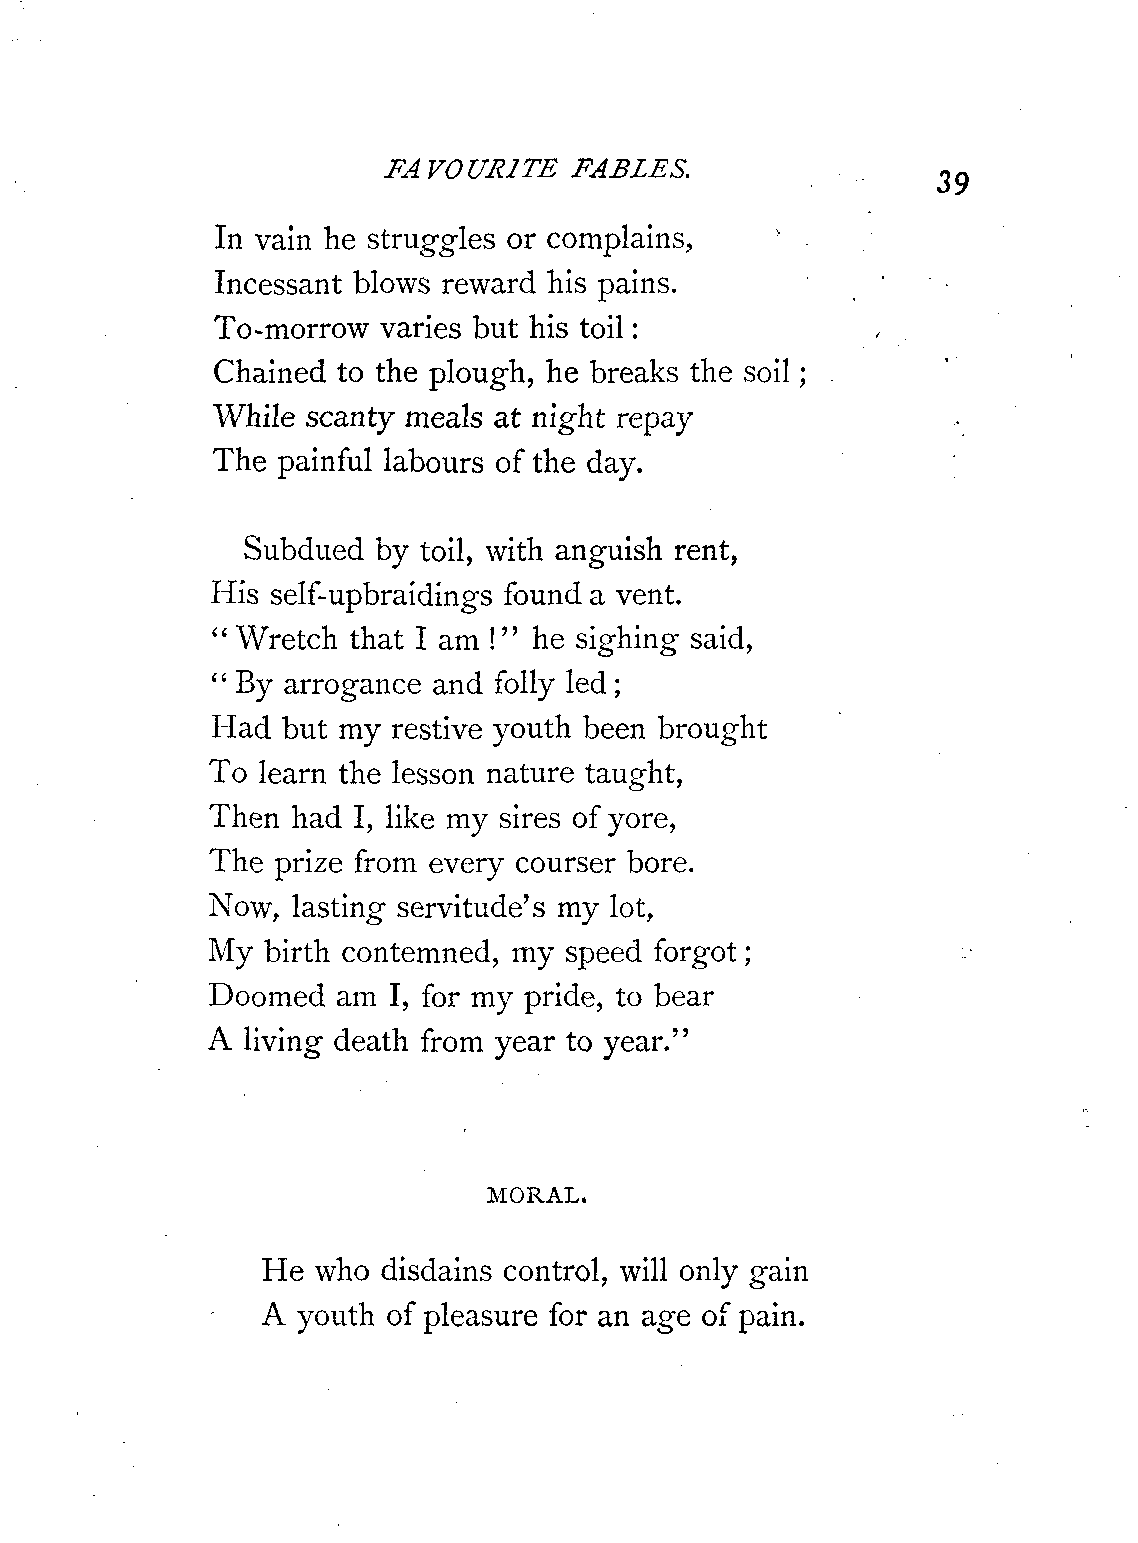 FAVOURITE FABLES. 39
In vain he struggles or complains,
Incessant blows reward his pains.
To-morrow varies but his toil :
Chained to the plough, he breaks the soil ;
While scanty meals at night repay
The painful labours of the day.
Subdued by toil, with anguish rent,
His self-upbraidings found a vent.
“ Wretch that I am !” he sighing said,
“ By arrogance and folly led ;
Had but my restive youth been brought
To learn the lesson nature taught,
Then had I, like my sires of yore,
The prize from every courser bore.
Now, lasting servitude’s my lot,
My birth contemned, my speed forgot ;
Doomed am I, for my pride, to bear
A living death from year to year.”
MORAL.
He who disdains control, will only gain
A youth of pleasure for an age of pain.